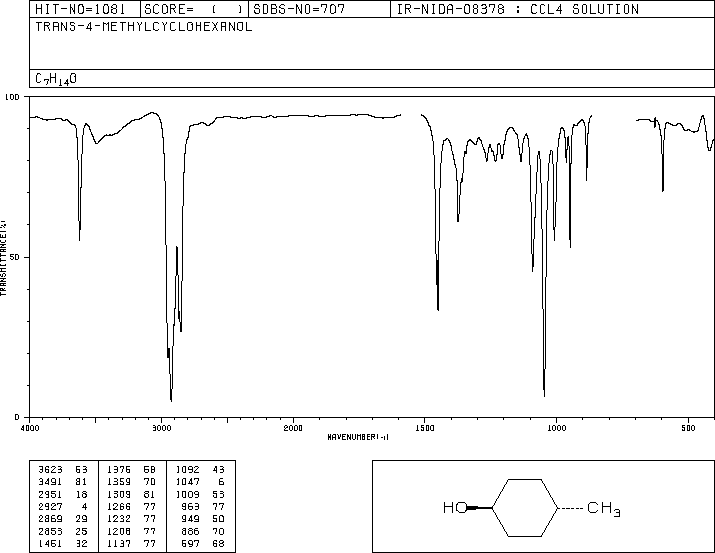 HIT-NO=1081 SCORE= ( ) SDBS-NO=707 IR-NIDA-08378 : CCL4 SOLUTION
TRANS-4-METHYLCYCLOHEXANOL
C7H14O
100
50
0
TRANSMITTANCE(%)
4000 3000 2000 1500 1000 500
WAVENUMBER(-1)
3623 53 1376 58 1092 43
3491 81 1359 70 1047 6
2951 18 1309 81 1009 53
2927 4 1266 77 963 77
2869 29 1232 77 949 50
2853 25 1208 77 886 70
1451 32 1137 77 597 68
HO CH3